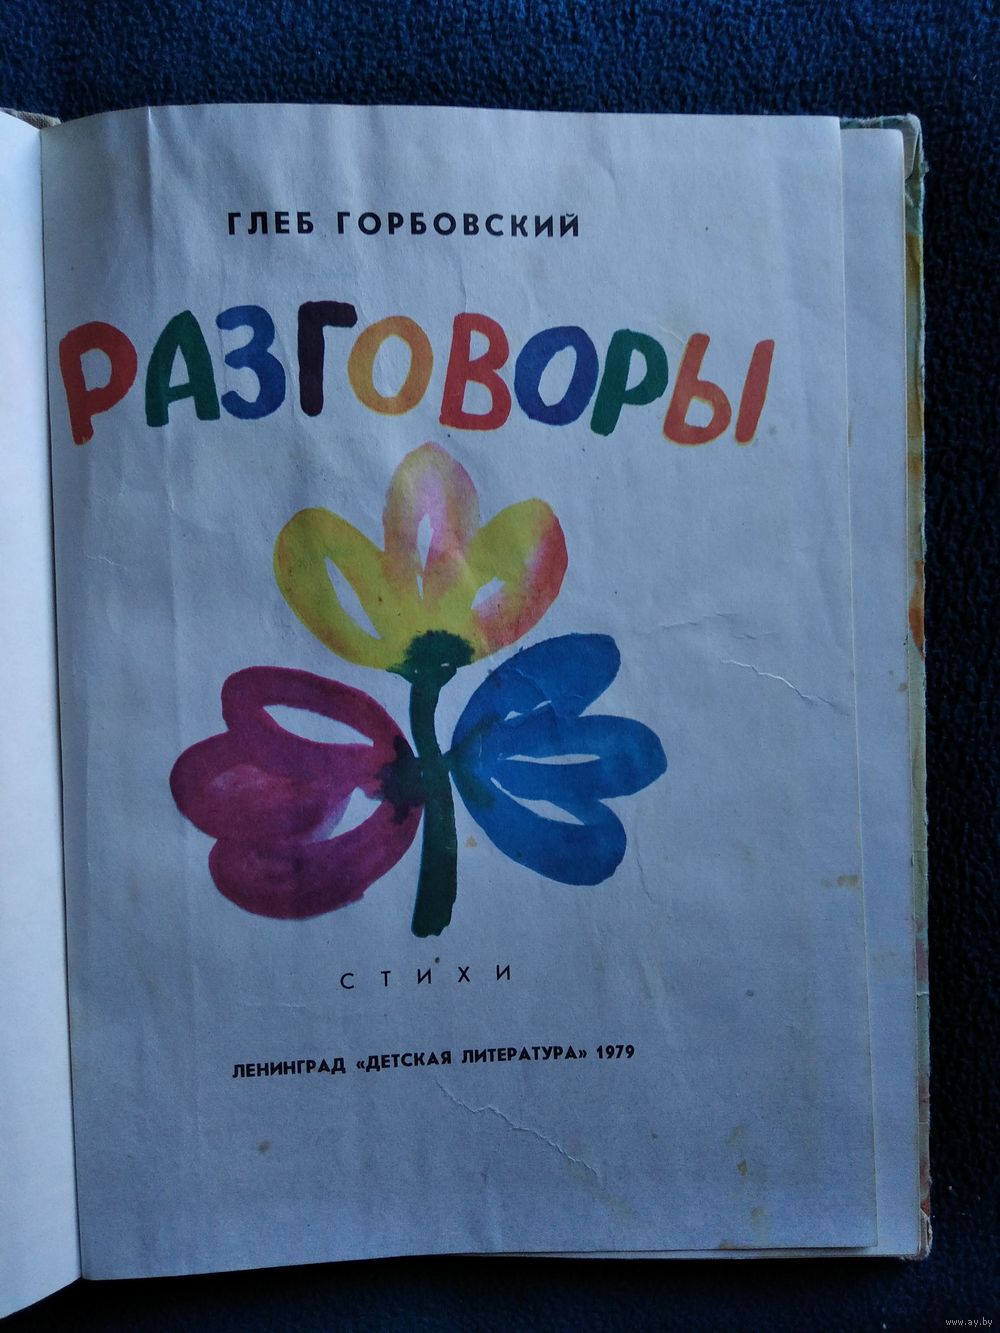 ГЛЕБ ГОРБОВСКИЙ
РАЗГОВОРЫ
СТИХИ
ЛЕНИНГРАД «ДЕТСКАЯ ЛИТЕРАТУРА» 1979
www.ay.by